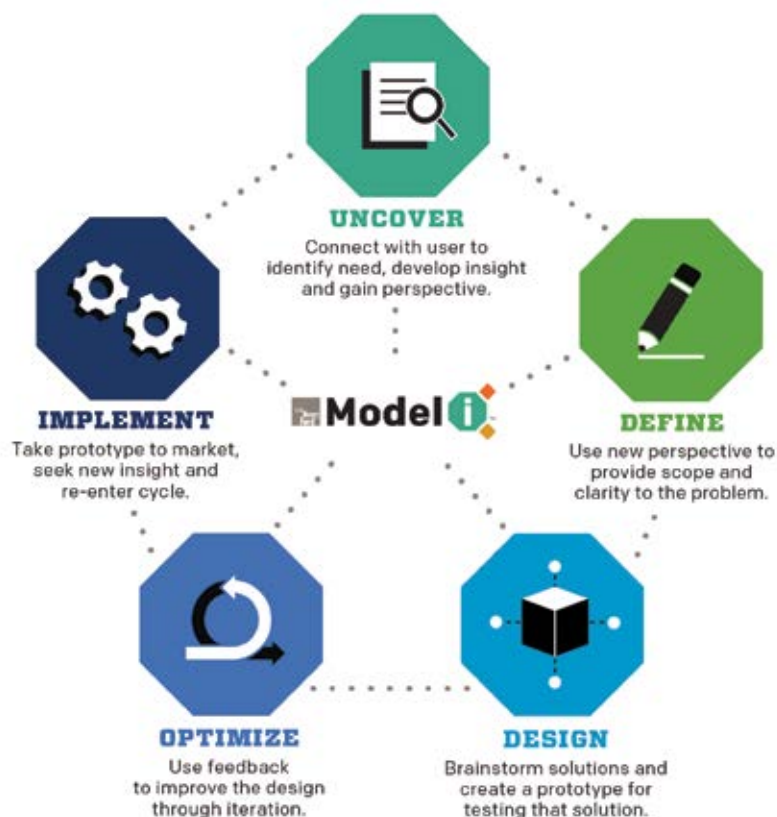 UNCOVER
Connect with user to
identify need, develop insight
and gain perspective.
IMPLEMENT
Take prototype to market,
seek new insight and
re-enter cycle.
Model i
DEFINE
Use new perspective to
provide scope and
clarity to the problem.
OPTIMIZE
Use feedback
to improve the design
through iteration.
DESIGN
Brainstorm solutions and
create a prototype for
testing that solution.